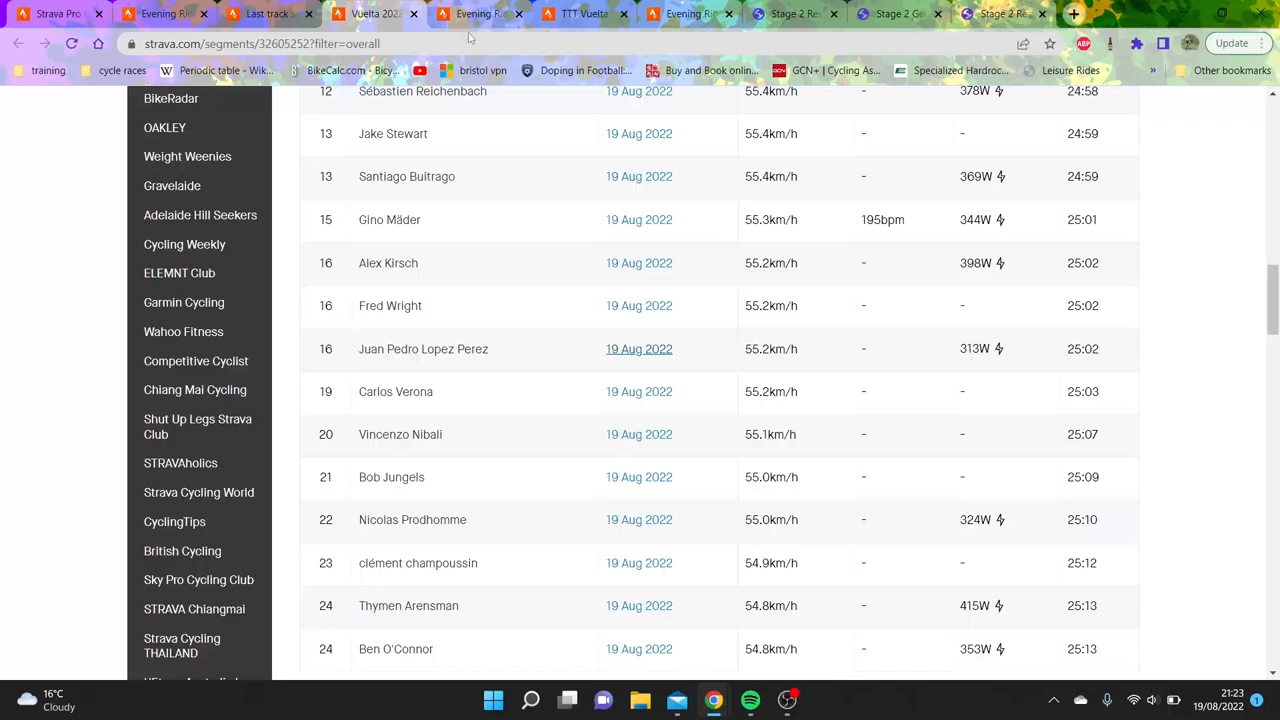 Evening Rid
Evening Rid
Last track s
Vuelta 2022
Evening Rid
TTT Vuelta
Evening Rid
Stage 2 Res
Stage 2 Gen
Stage 2 Res
strava.com/segments/32605252?filter=overall
ABP
Update
training
cycle races
Periodic table - Wik...
BikeCalc.com - Bicy...
bristol vpn
Doping in Football:...
Buy and Book onlin...
GCN+ | Cycling As...
Specialized Hardroc...
Leisure Rides
»
Other bookmarks
BikeRadar
OAKLEY
Weight Weenies
Gravelaide
Adelaide Hill Seekers
Cycling Weekly
ELEMNT Club
Garmin Cycling
Wahoo Fitness
Competitive Cyclist
Chiang Mai Cycling
Shut Up Legs Strava
Club
STRAVAholics
Strava Cycling World
CyclingTips
British Cycling
Sky Pro Cycling Club
STRAVA Chiangmai
Strava Cycling
THAILAND
12 Sébastien Reichenbach 19 Aug 2022 55.4km/h - 378W 24:58
13 Jake Stewart 19 Aug 2022 55.4km/h - - 24:59
13 Santiago Buitrago 19 Aug 2022 55.4km/h - 369W 24:59
15 Gino Mäder 19 Aug 2022 55.3km/h 195bpm 344W 25:01
16 Alex Kirsch 19 Aug 2022 55.2km/h - 398W 25:02
16 Fred Wright 19 Aug 2022 55.2km/h - - 25:02
16 Juan Pedro Lopez Perez 19 Aug 2022 55.2km/h - 313W 25:02
19 Carlos Verona 19 Aug 2022 55.2km/h - - 25:03
20 Vincenzo Nibali 19 Aug 2022 55.1km/h - - 25:07
21 Bob Jungels 19 Aug 2022 55.0km/h - - 25:09
22 Nicolas Prodhomme 19 Aug 2022 55.0km/h - 324W 25:10
23 clément champoussin 19 Aug 2022 54.9km/h - - 25:12
24 Thymen Arensman 19 Aug 2022 54.8km/h - 415W 25:13
24 Ben O'Connor 19 Aug 2022 54.8km/h - 353W 25:13
16°C
Cloudy
21:23
19/08/2022
1